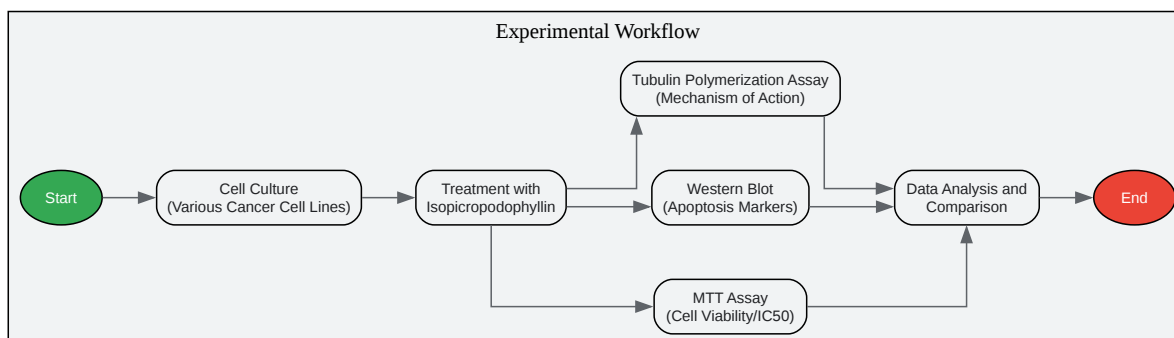 Experimental Workflow
Tubulin Polymerization Assay
(Mechanism of Action)
Start
Cell Culture
(Various Cancer Cell Lines)
Treatment with
Isopicropodophyllin
Western Blot
(Apoptosis Markers)
Data Analysis and
Comparison
End
MTT Assay
(Cell Viability/IC50)